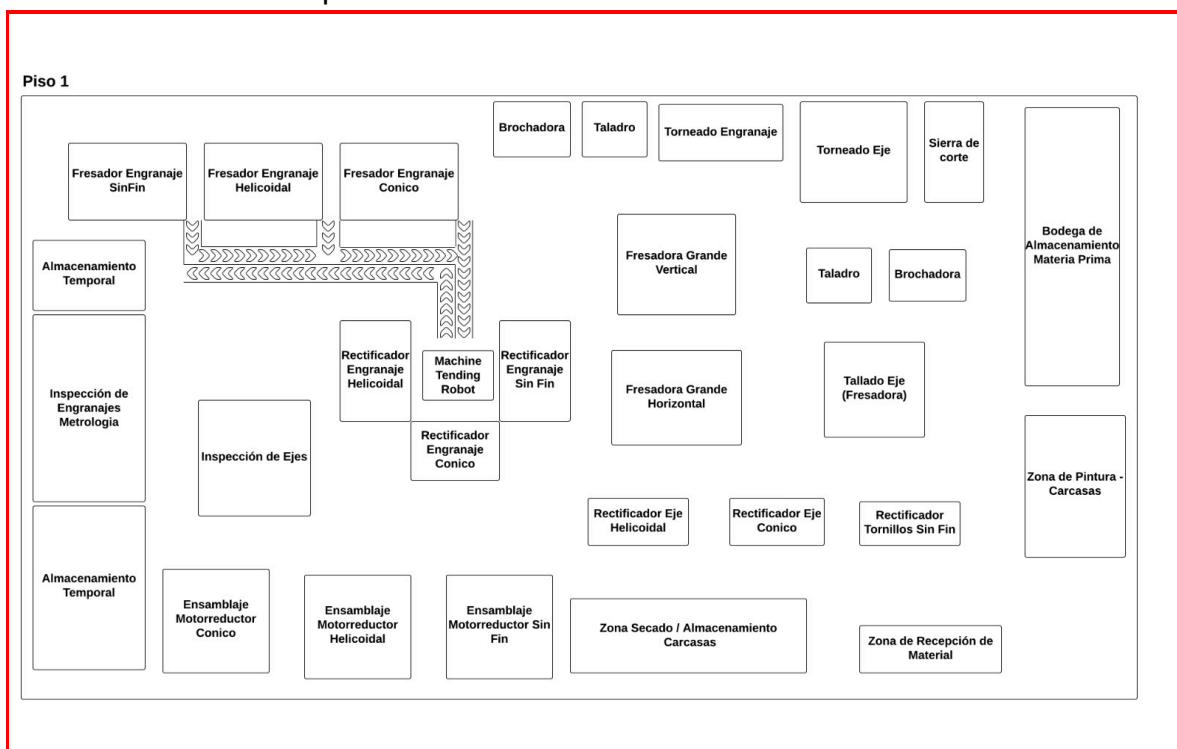 Piso 1
Brochadora
Taladro
Torneado Engranaje
Torneado Eje
Sierra de
corte
Fresador Engranaje
SinFin
Fresador Engranaje
Helicoidal
Fresador Engranaje
Conico
Bodega de
Almacenamiento
Materia Prima
Almacenamiento
Temporal
Fresadora Grande
Vertical
Taladro
Brochadora
Rectificador
Engranaje
Helicoidal
Machine
Tending
Robot
Rectificador
Engranaje
Sin Fin
Fresadora Grande
Horizontal
Tallado Eje
(Fresadora)
Inspección de
Engranajes
Metrologia
Inspección de Ejes
Rectificador
Engranaje
Conico
Zona de Pintura -
Carcasas
Rectificador Eje
Helicoidal
Rectificador Eje
Conico
Rectificador
Tornillos Sin Fin
Almacenamiento
Temporal
Ensamblaje
Motorreductor
Conico
Ensamblaje
Motorreductor
Helicoidal
Ensamblaje
Motorreductor Sin
Fin
Zona Secado / Almacenamiento
Carcasas
Zona de Recepción de
Material